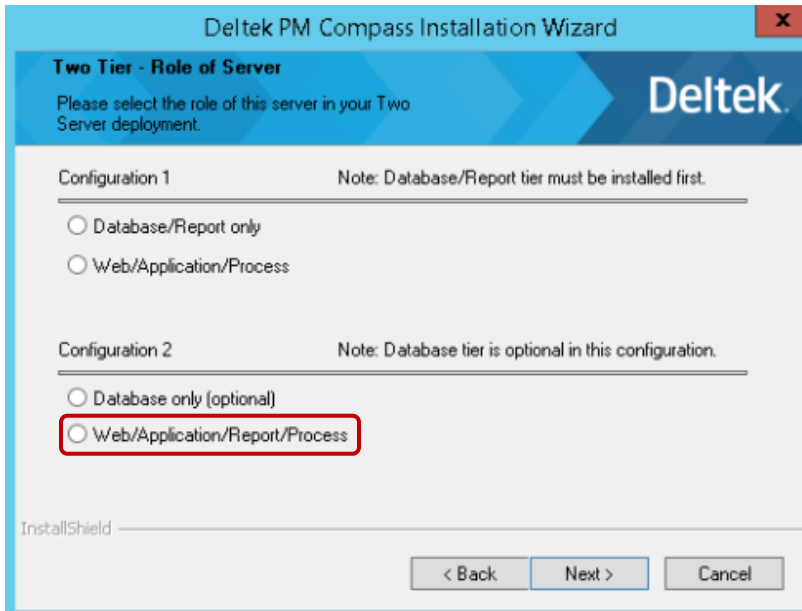 Deltek PM Compass Installation Wizard
x
Two Tier - Role of Server
Please select the role of this server in your Two
Server deployment.
Deltek.
Configuration 1 Note: Database/Report tier must be installed first.
Database/Report only
Web/Application/Process
Configuration 2 Note: Database tier is optional in this configuration.
Database only (optional)
Web/Application/Report/Process
InstallShield
< Back Next > Cancel